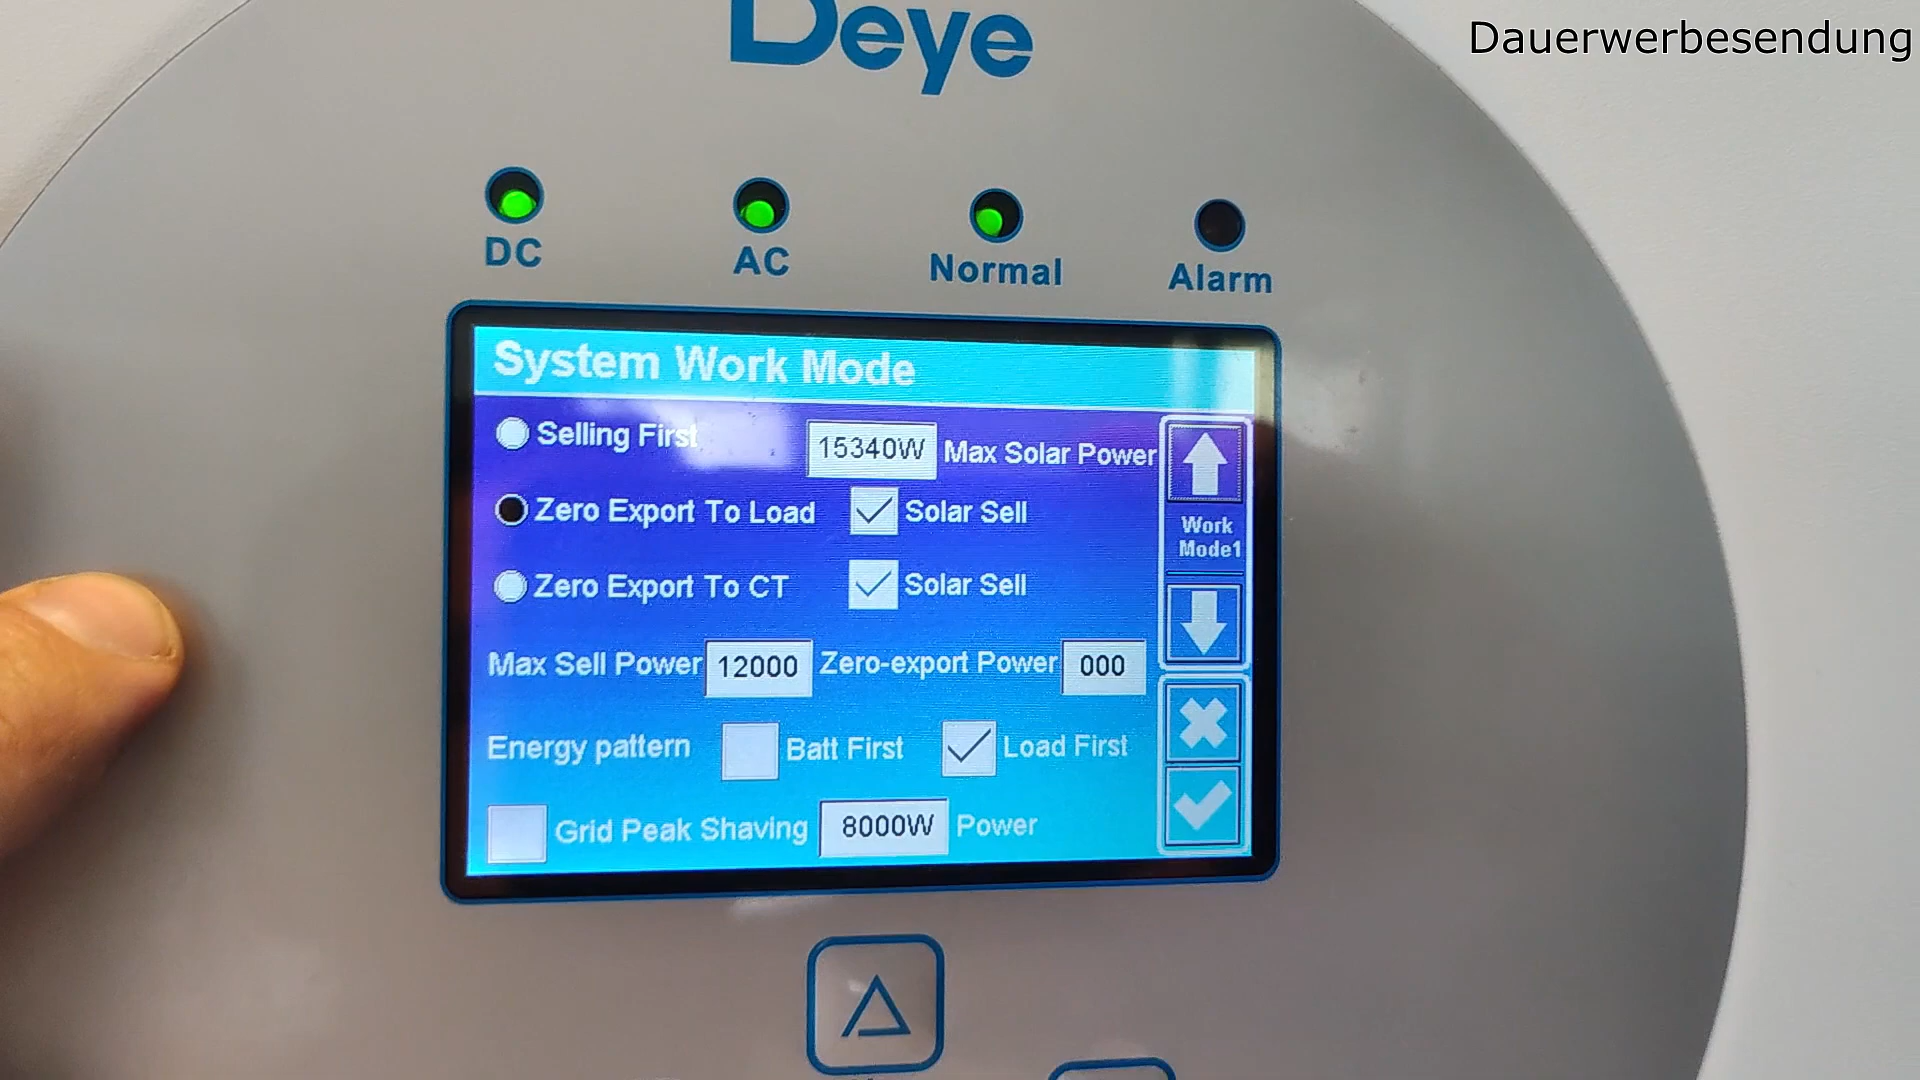 Dauerwerbesendung
Deye
DC AC Normal Alarm
System Work Mode
Selling First 15340W Max Solar Power
Zero Export To Load Solar Sell
Work
Mode1
Zero Export To CT Solar Sell
Max Sell Power 12000 Zero-export Power 000
Energy pattern Batt First Load First
Grid Peak Shaving 8000W Power